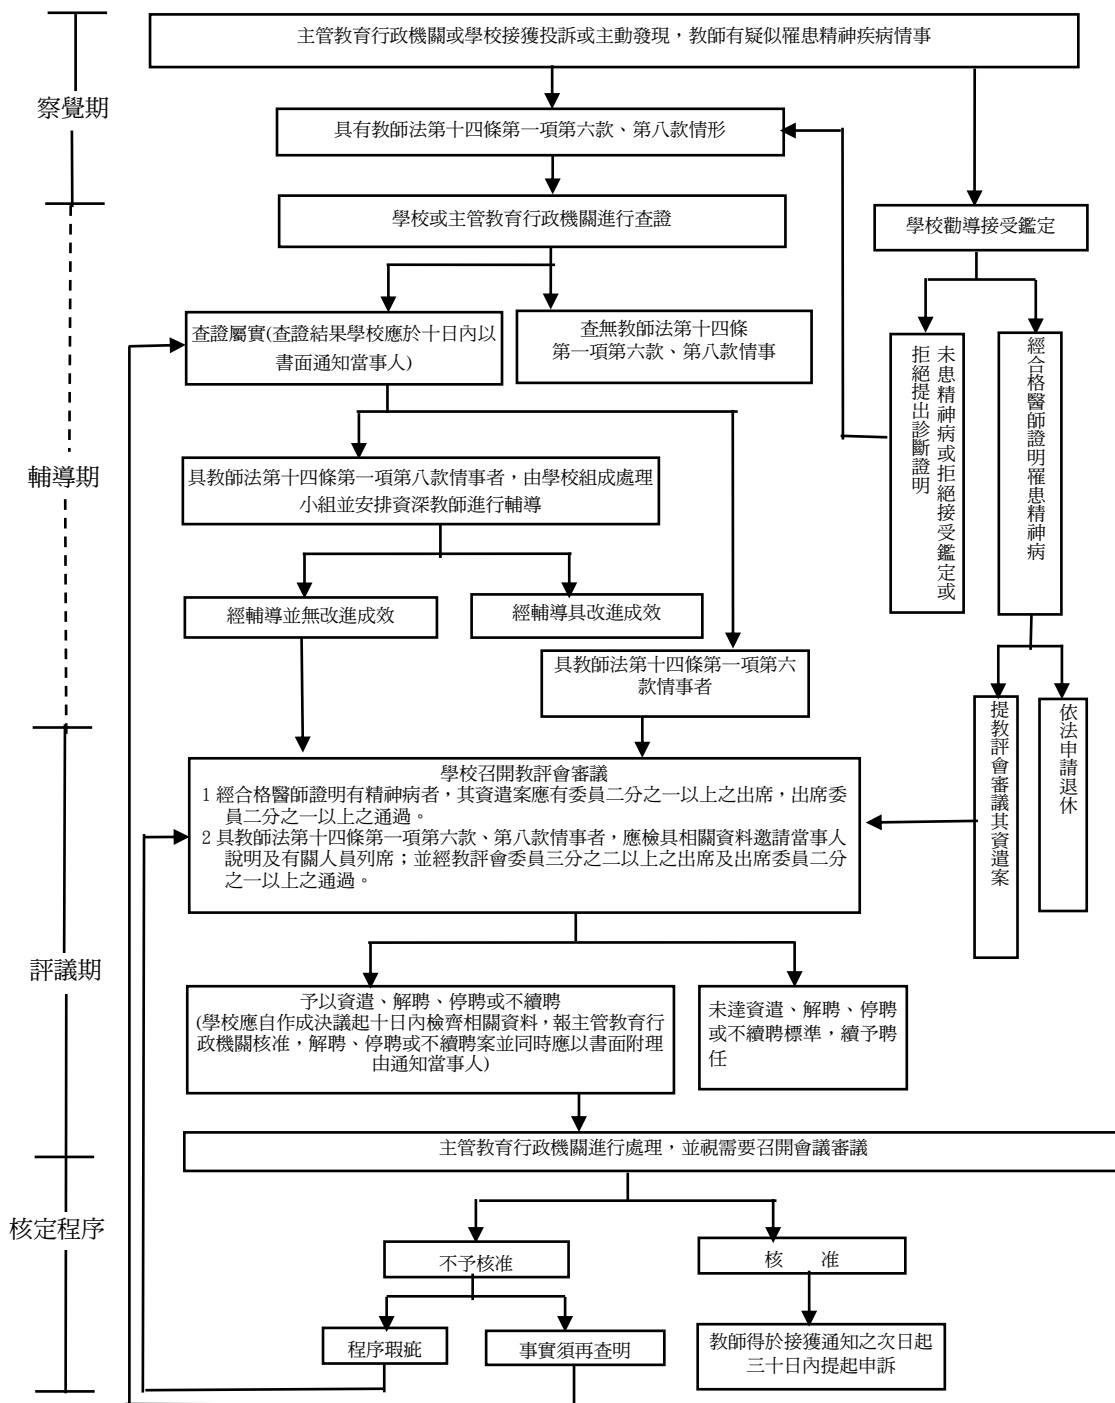 主管教育行政機關或學校接獲投訴或主動發現，教師有疑似罹患精神疾病情事
察覺期
具有教師法第十四條第一項第六款、第八款情形
學校或主管教育行政機關進行查證
學校勸導接受鑑定
查證屬實(查證結果學校應於十日內以
書面通知當事人)
查無教師法第十四條
第一項第六款、第八款情事
未患精神病或拒絕接受鑑定或
拒絕提出診斷證明
經合格醫師證明罹患精神病
輔導期
具教師法第十四條第一項第八款情事者，由學校組成處理
小組並安排資深教師進行輔導
經輔導並無改進成效
經輔導具改進成效
具教師法第十四條第一項第六
款情事者
提教評會審議其資遣案
依法申請退休
學校召開教評會審議
1 經合格醫師證明有精神病者，其資遣案應有委員二分之一以上之出席，出席委
員二分之一以上之通過。
2 具教師法第十四條第一項第六款、第八款情事者，應檢具相關資料邀請當事人
說明及有關人員列席；並經教評會委員三分之二以上之出席及出席委員二分
之一以上之通過。
評議期
予以資遣、解聘、停聘或不續聘
(學校應自作成決議起十日內檢齊相關資料，報主管教育行
政機關核准，解聘、停聘或不續聘案並同時應以書面附理
由通知當事人)
未達資遣、解聘、停聘
或不續聘標準，續予聘
任
主管教育行政機關進行處理，並視需要召開會議審議
核定程序
不予核准
核　　准
程序瑕疵
事實須再查明
教師得於接獲通知之次日起
三十日內提起申訴